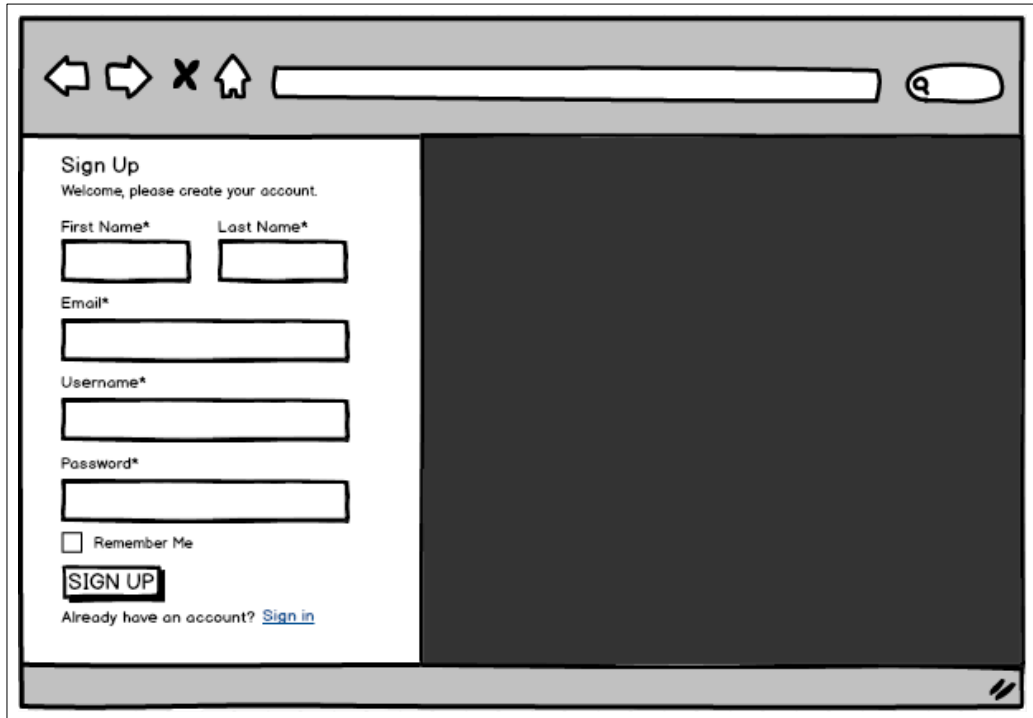 Sign Up
Welcome, please create your account.
First Name* Last Name*
Email*
Username*
Password*
Remember Me
SIGN UP
Already have an account? Sign in